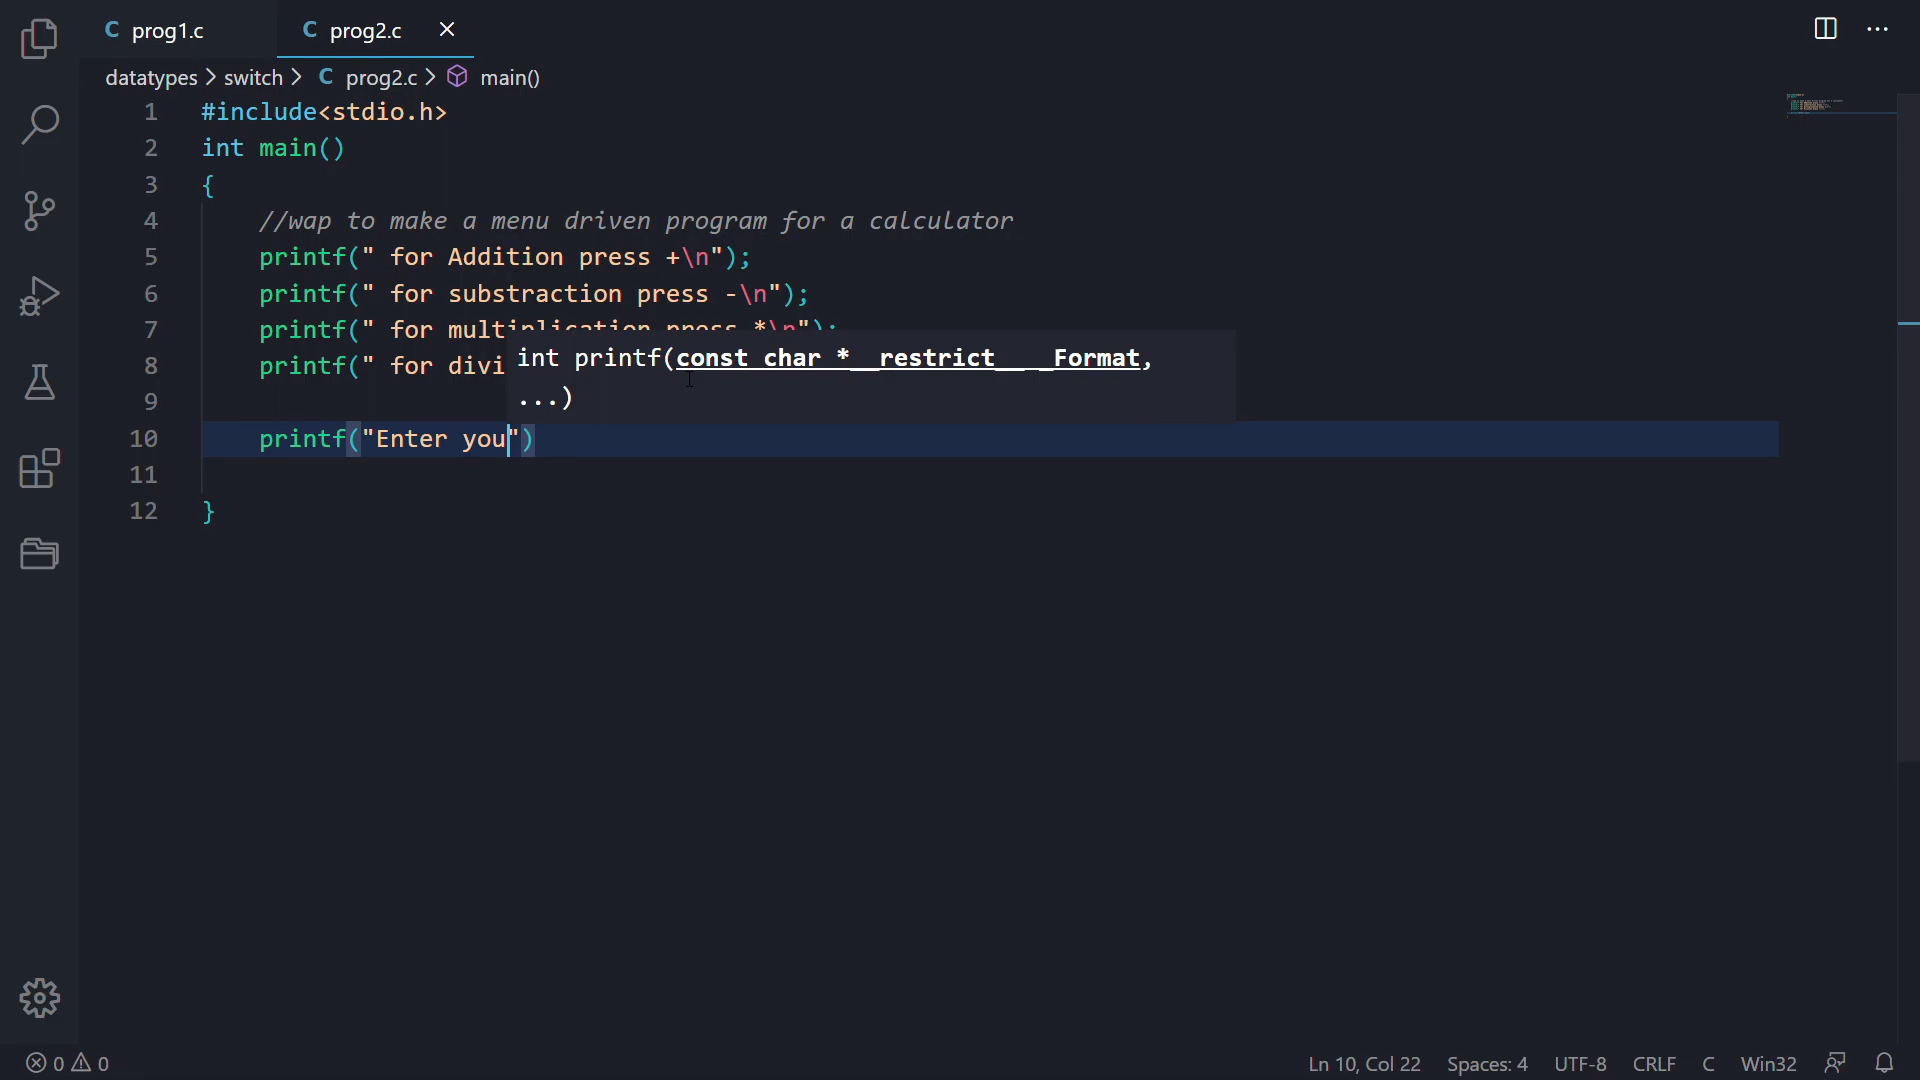 C prog1.c C prog2.c
datatypes > switch > C prog2.c > main()
1 #include<stdio.h>
2 int main()
3 {
4 //wap to make a menu driven program for a calculator
5 printf(" for Addition press +\n");
6 printf(" for substraction press -\n");
7 printf(" for multiplication press *\n");
8 printf(" for divi
int printf(const char *__restrict__ _Format,
...)
9
10 printf("Enter you")
11
12 }
0 0 Ln 10, Col 22 Spaces: 4 UTF-8 CRLF C Win32